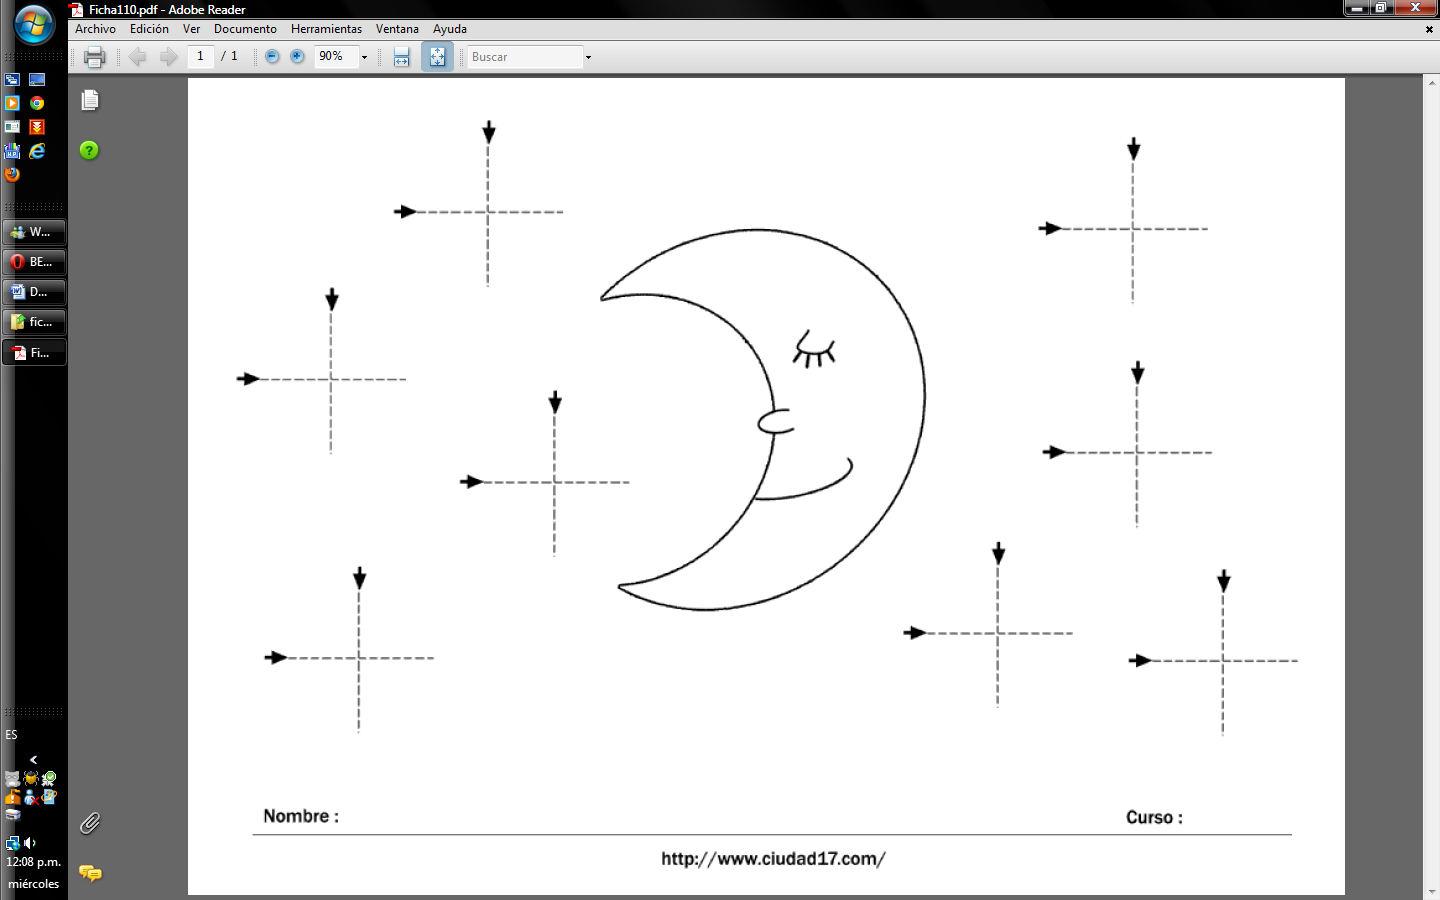 Ficha110.pdf - Adobe Reader
Archivo Edición Ver Documento Herramientas Ventana Ayuda
1 / 1 90% Buscar
W...
BE...
D...
fic...
Fi...
ES
12:08 p.m.
miércoles
Nombre : Curso :
http://www.ciudad17.com/